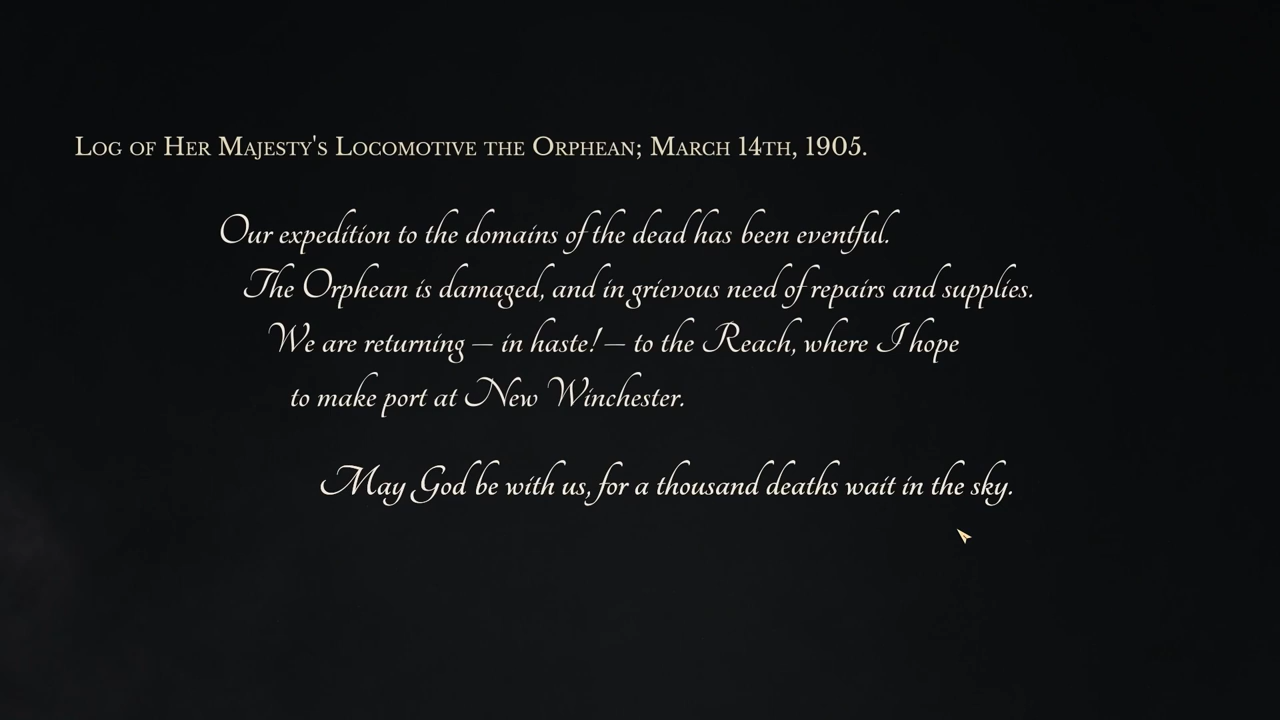 Log of Her Majesty's Locomotive the Orphean; March 14th, 1905.
Our expedition to the domains of the dead has been eventful.
The Orphean is damaged, and in grievous need of repairs and supplies.
We are returning – in haste! – to the Reach, where I hope
to make port at New Winchester.
May God be with us, for a thousand deaths wait in the sky.